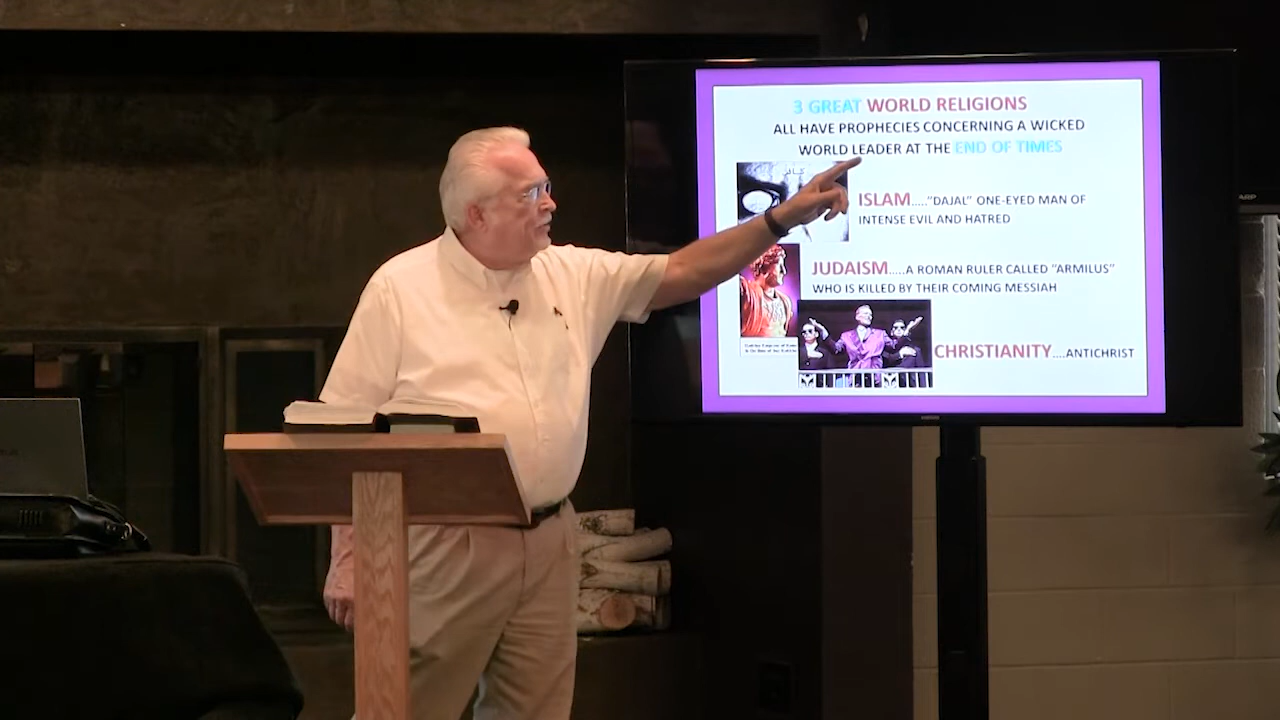 3 GREAT WORLD RELIGIONS
ALL HAVE PROPHECIES CONCERNING A WICKED
WORLD LEADER AT THE END OF TIMES
كافر
ISLAM....."DAJAL" ONE-EYED MAN OF
INTENSE EVIL AND HATRED
JUDAISM.....A ROMAN RULER CALLED "ARMILUS"
WHO IS KILLED BY THEIR COMING MESSIAH
CHRISTIANITY....ANTICHRIST